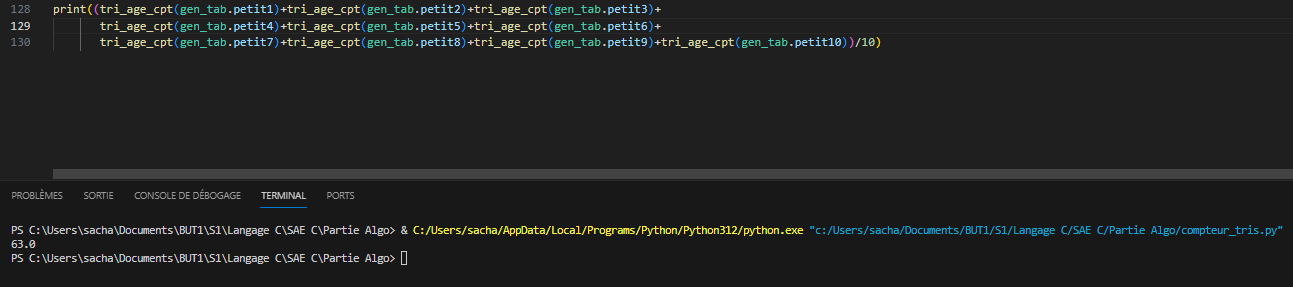 128 print((tri_age_cpt(gen_tab.petit1)+tri_age_cpt(gen_tab.petit2)+tri_age_cpt(gen_tab.petit3)+
129 tri_age_cpt(gen_tab.petit4)+tri_age_cpt(gen_tab.petit5)+tri_age_cpt(gen_tab.petit6)+
130 tri_age_cpt(gen_tab.petit7)+tri_age_cpt(gen_tab.petit8)+tri_age_cpt(gen_tab.petit9)+tri_age_cpt(gen_tab.petit10))/10)
PROBLÈMES SORTIE CONSOLE DE DÉBOGAGE TERMINAL PORTS
PS C:\Users\sacha\Documents\BUT1\S1\Langage C\SAE C\Partie Algo> & C:/Users/sacha/AppData/Local/Programs/Python/Python312/python.exe "c:/Users/sacha/Documents/BUT1/S1/Langage C/SAE C/Partie Algo/compteur_tris.py"
63.0
PS C:\Users\sacha\Documents\BUT1\S1\Langage C\SAE C\Partie Algo>